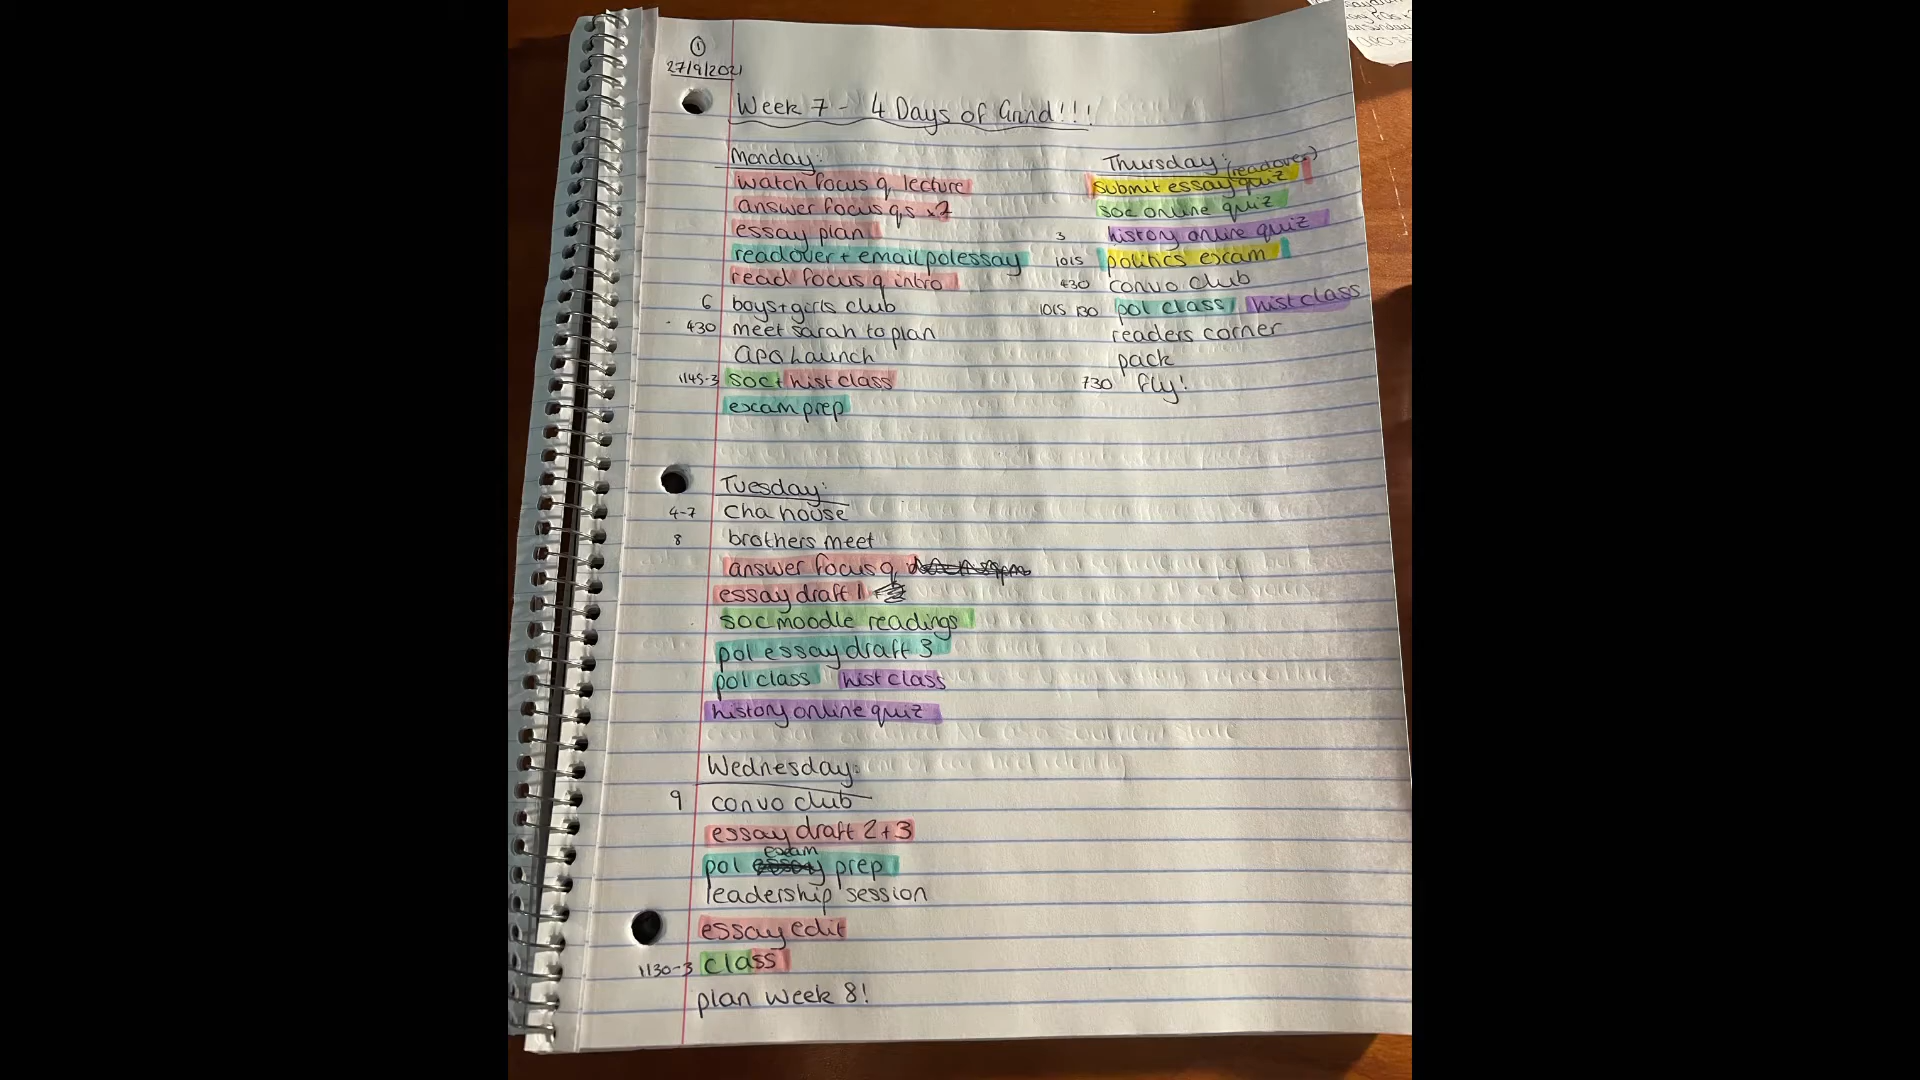 1
27/9/2021
Week 7 - 4 Days of Grind!!!
Monday:
watch focus q lecture
answer focus qs x2
essay plan
readover + email pol essay
read focus q intro
6 boys + girls club
430 meet sarah to plan
APO Launch
1145-3 soc + hist class
exam prep
Tuesday:
4-7 cha house
8 brothers meet
answer focus q
essay draft 1
soc moodle readings
pol essay draft 3
pol class hist class
history online quiz
Wednesday:
9 convo club
essay draft 2 + 3
pol exam prep
leadership session
essay edit
1130-3 class
plan week 8!
Thursday:
(readover)
submit essay quiz
soc online quiz
3 history online quiz
1015 politics exam
430 convo club
1015 130 pol class hist class
readers corner
pack
730 fly!